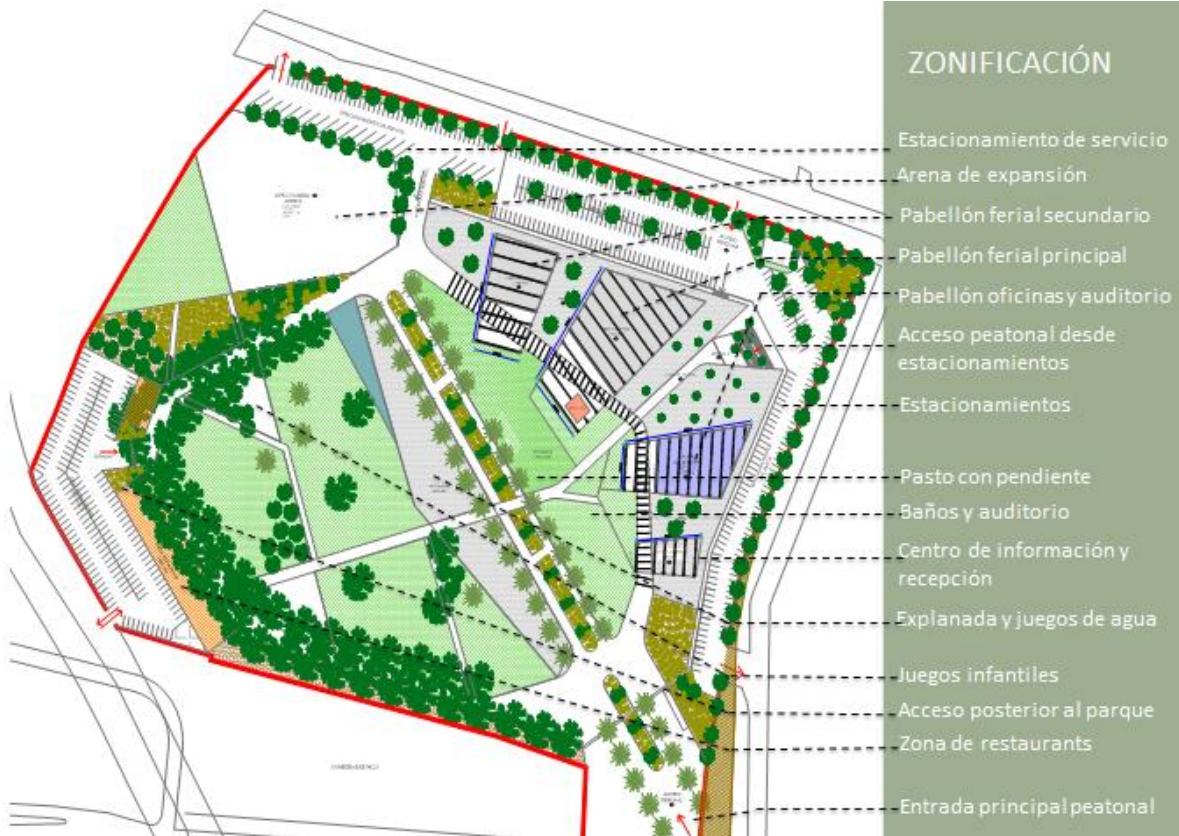 ZONIFICACIÓN
Estacionamiento de servicio
Arena de expansión
Pabellón ferial secundario
Pabellón ferial principal
Pabellón oficinas y auditorio
Acceso peatonal desde
estacionamientos
Estacionamientos
Pasto con pendiente
Baños y auditorio
Centro de información y
recepción
Explanada y juegos de agua
Juegos infantiles
Acceso posterior al parque
Zona de restaurants
Entrada principal peatonal